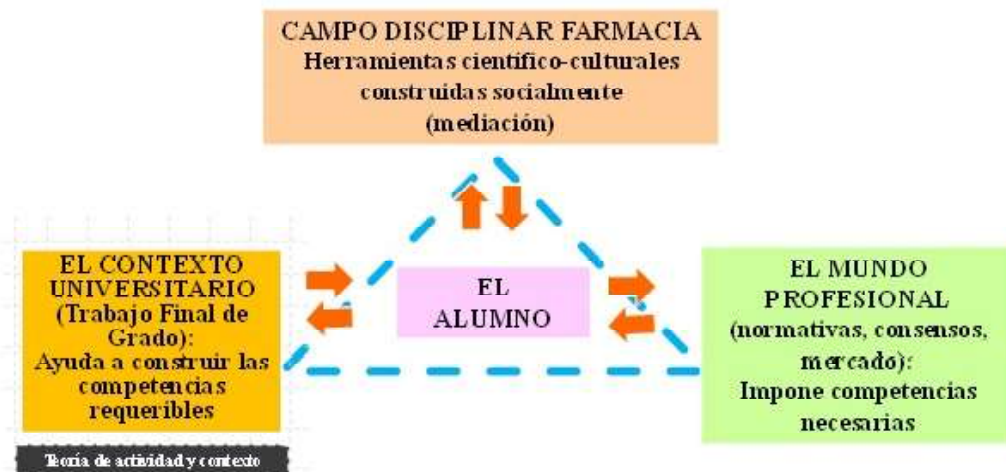 CAMPO DISCIPLINAR FARMACIA
Herramientas científico-culturales
construidas socialmente
(mediación)
EL CONTEXTO
UNIVERSITARIO
(Trabajo Final de
Grado):
Ayuda a construir las
competencias
requeribles
EL
ALUMNO
EL MUNDO
PROFESIONAL
(normativas, consensos,
mercado):
Impone competencias
necesarias
Teoría de actividad y contexto